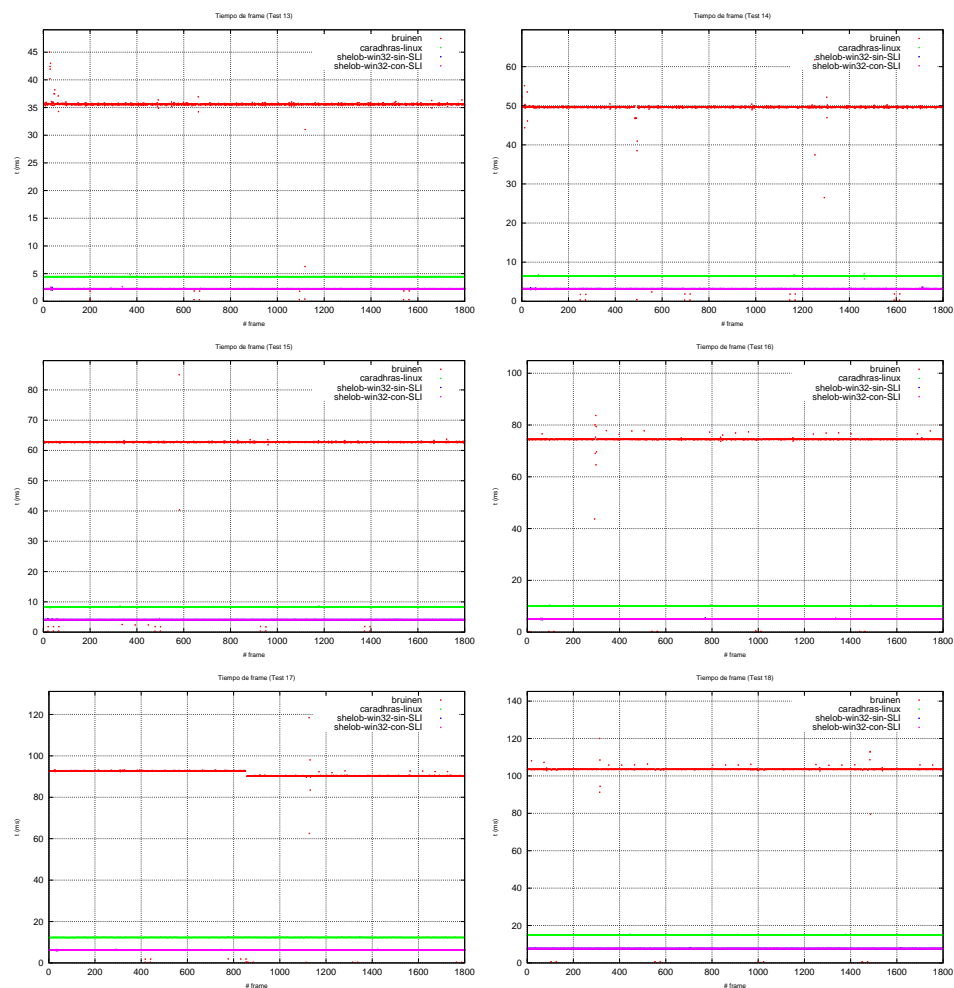 Tiempo de frame (Test 13)
bruinen
caradhras-linux
shelob-win32-sin-SLI
shelob-win32-con-SLI
45
40
35
30
25
20
15
10
5
0
t (ms)
0 200 400 600 800 1000 1200 1400 1600 1800
# frame
Tiempo de frame (Test 14)
bruinen
caradhras-linux
shelob-win32-sin-SLI
shelob-win32-con-SLI
60
50
40
30
20
10
0
t (ms)
0 200 400 600 800 1000 1200 1400 1600 1800
# frame
Tiempo de frame (Test 15)
bruinen
caradhras-linux
shelob-win32-sin-SLI
shelob-win32-con-SLI
80
70
60
50
40
30
20
10
0
t (ms)
0 200 400 600 800 1000 1200 1400 1600 1800
# frame
Tiempo de frame (Test 16)
bruinen
caradhras-linux
shelob-win32-sin-SLI
shelob-win32-con-SLI
100
80
60
40
20
0
t (ms)
0 200 400 600 800 1000 1200 1400 1600 1800
# frame
Tiempo de frame (Test 17)
bruinen
caradhras-linux
shelob-win32-sin-SLI
shelob-win32-con-SLI
120
100
80
60
40
20
0
t (ms)
0 200 400 600 800 1000 1200 1400 1600 1800
# frame
Tiempo de frame (Test 18)
bruinen
caradhras-linux
shelob-win32-sin-SLI
shelob-win32-con-SLI
140
120
100
80
60
40
20
0
t (ms)
0 200 400 600 800 1000 1200 1400 1600 1800
# frame